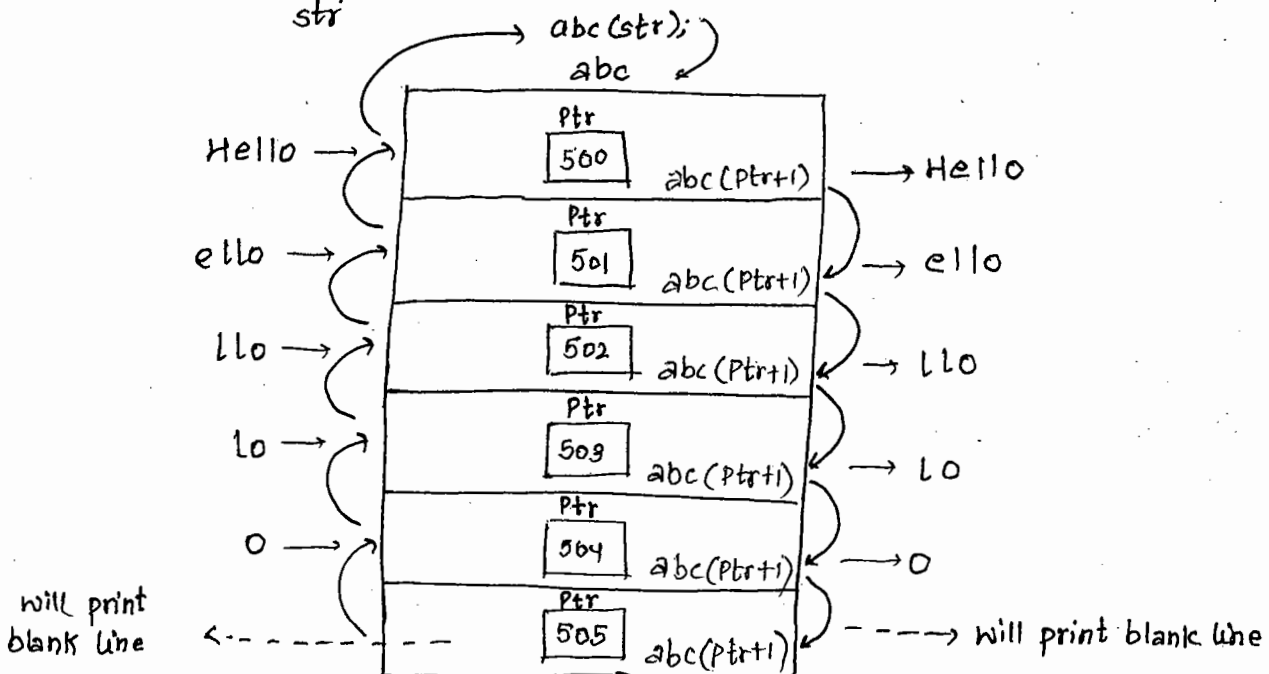 str
abc(str);
abc
Ptr
Hello → 500 → Hello
abc(Ptr+1)
Ptr
ello → 501 → ello
abc(Ptr+1)
Ptr
llo → 502 → llo
abc(Ptr+1)
Ptr
lo → 503 → lo
abc(Ptr+1)
Ptr
o → 504 → o
abc(Ptr+1)
Ptr
will print
blank line 505 will print blank line
abc(Ptr+1)